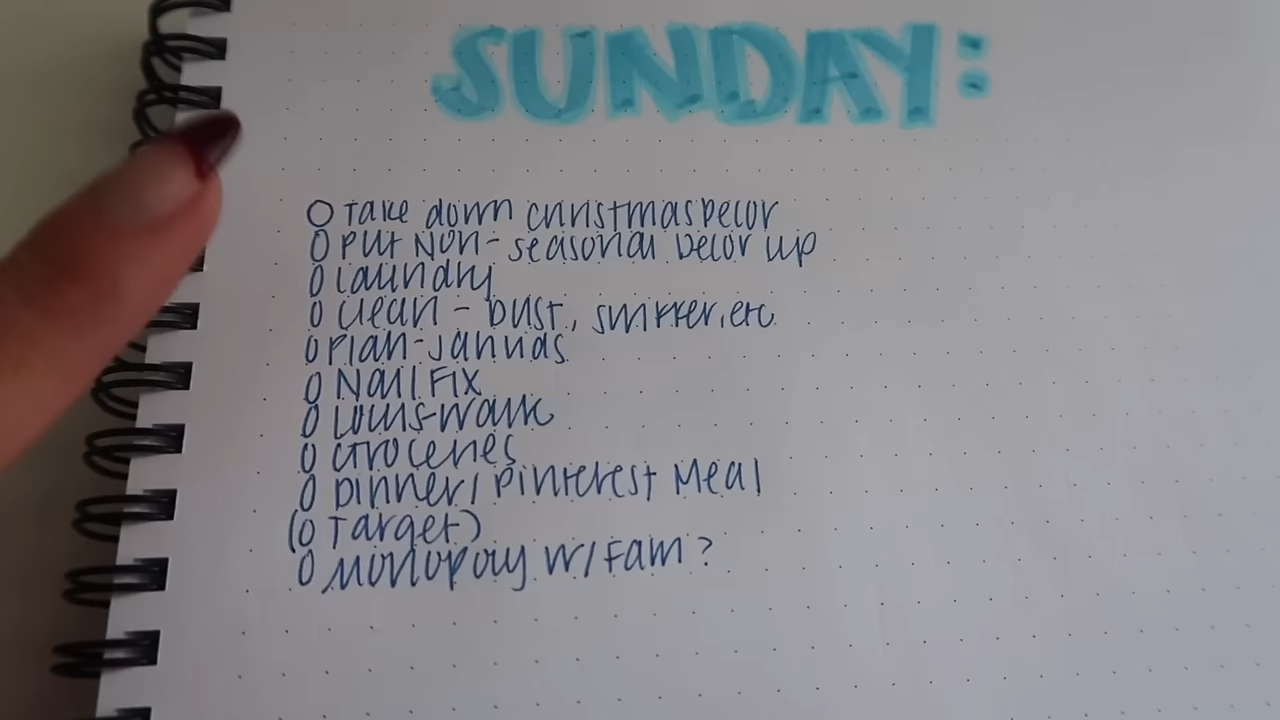 SUNDAY:
O Take down christmas Decor
O Put Non-seasonal Decor up
O Laundry
O clean - Dust, swiffer, etc.
O Plan-
O Nail Fix
O Louis-walk
O Groceries
O Dinner/ Pinterest Meal
(O Target)
O Monopoly w/ Fam?